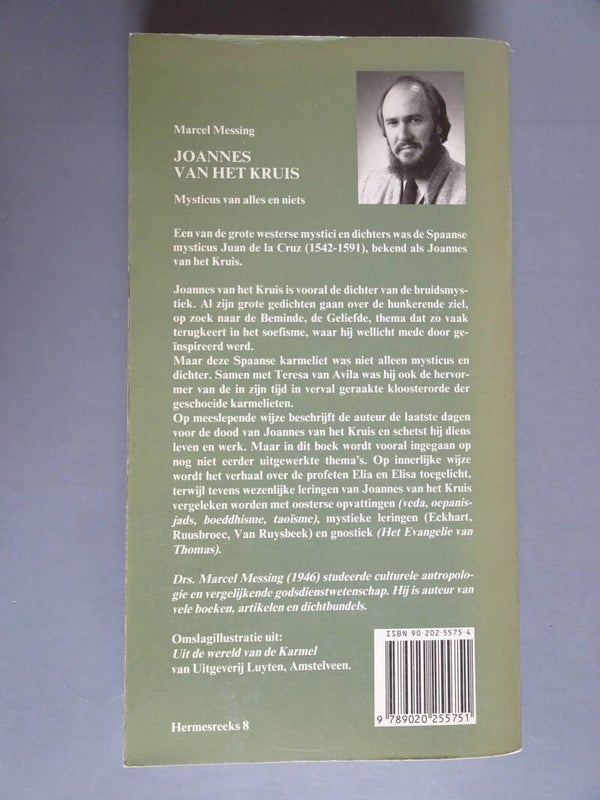 Marcel Messing
JOANNES
VAN HET KRUIS
Mysticus van alles en niets
Een van de grote westerse mystici en dichters was de Spaanse
mysticus Juan de la Cruz (1542-1591), bekend als Joannes
van het Kruis.
Joannes van het Kruis is vooral de dichter van de bruidsmys-
tiek. Al zijn grote gedichten gaan over de hunkerende ziel,
op zoek naar de Beminde, de Geliefde, thema dat zo vaak
terugkeert in het soefisme, waar hij wellicht mede door ge-
ïnspireerd werd.
Maar deze Spaanse karmeliet was niet alleen mysticus en
dichter. Samen met Teresa van Avila was hij ook de hervor-
mer van de in zijn tijd in verval geraakte kloosterorde der
geschoeide karmelieten.
Op meeslepende wijze beschrijft de auteur de laatste dagen
voor de dood van Joannes van het Kruis en schetst hij diens
leven en werk. Maar in dit boek wordt vooral ingegaan op
nog niet eerder uitgewerkte thema's. Op innerlijke wijze
wordt het verhaal over de profeten Elia en Elisa toegelicht,
terwijl tevens wezenlijke leringen van Joannes van het Kruis
vergeleken worden met oosterse opvattingen (veda, oepanis-
jads, boeddhisme, taoïsme), mystieke leringen (Eckhart,
Ruusbroec, Van Ruysbeek) en gnostiek (Het Evangelie van
Thomas).
Drs. Marcel Messing (1946) studeerde culturele antropolo-
gie en vergelijkende godsdienstwetenschap. Hij is auteur van
vele boeken, artikelen en dichtbundels.
Omslagillustratie uit:
Uit de wereld van de Karmel
van Uitgeverij Luyten, Amstelveen.
ISBN 90 202 5575 4
9 789020 255751
Hermesreeks 8